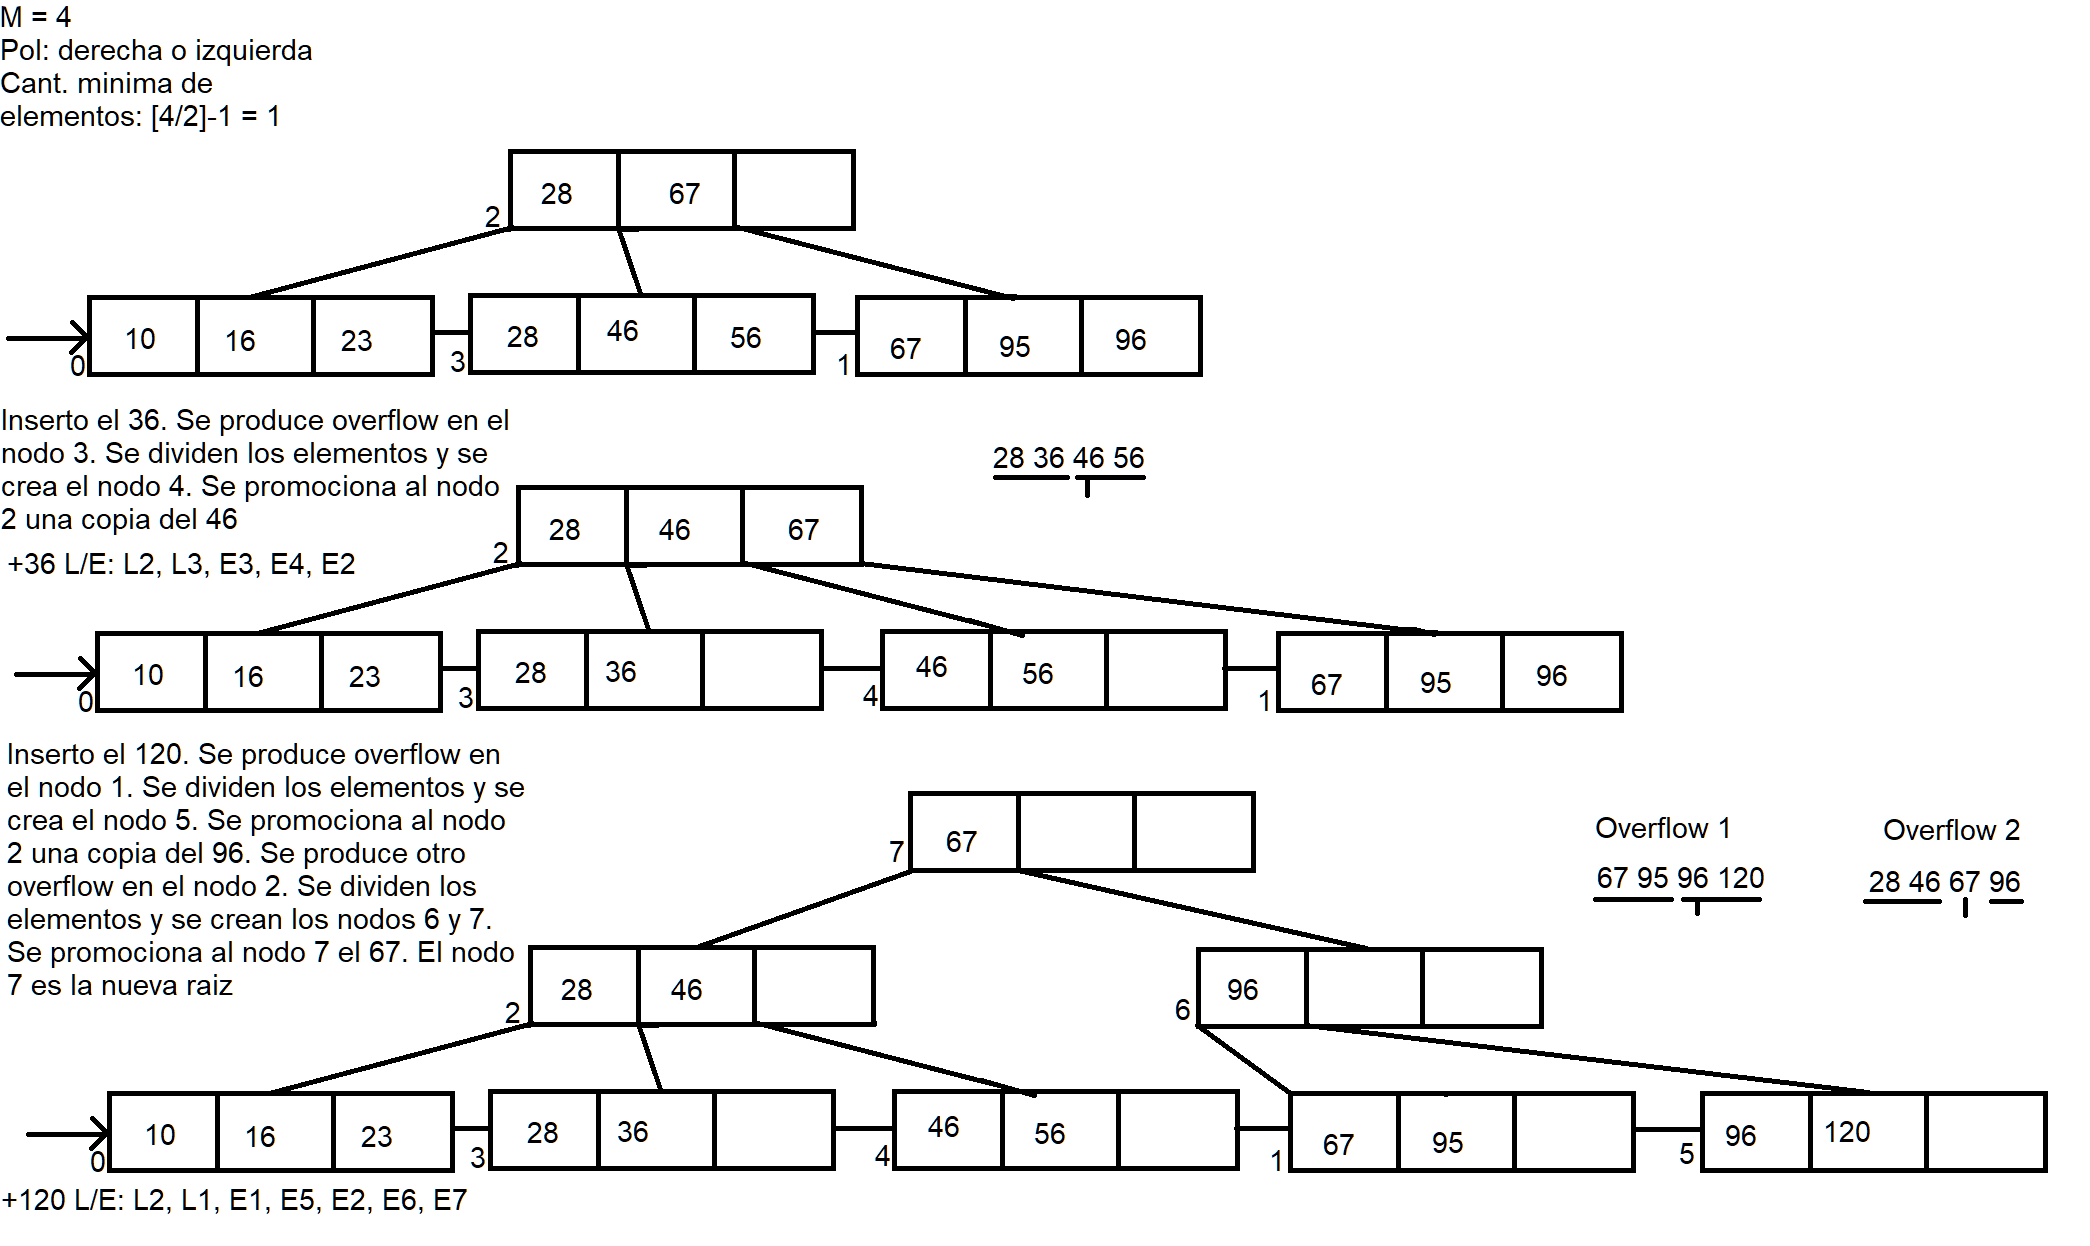 M = 4
Pol: derecha o izquierda
Cant. minima de
elementos: [4/2]-1 = 1
28 67
2
10 16 23 28 46 56 67 95 96
0 3 1
Inserto el 36. Se produce overflow en el
nodo 3. Se dividen los elementos y se
crea el nodo 4. Se promociona al nodo
2 una copia del 46
28 36 46 56
+36 L/E: L2, L3, E3, E4, E2
28 46 67
2
10 16 23 28 36 46 56 67 95 96
0 3 4 1
Inserto el 120. Se produce overflow en
el nodo 1. Se dividen los elementos y se
crea el nodo 5. Se promociona al nodo
2 una copia del 96. Se produce otro
overflow en el nodo 2. Se dividen los
elementos y se crean los nodos 6 y 7.
Se promociona al nodo 7 el 67. El nodo
7 es la nueva raiz
Overflow 1
67 95 96 120
Overflow 2
28 46 67 96
67
7
28 46
2
96
6
10 16 23 28 36 46 56 67 95 96 120
0 3 4 1 5
+120 L/E: L2, L1, E1, E5, E2, E6, E7